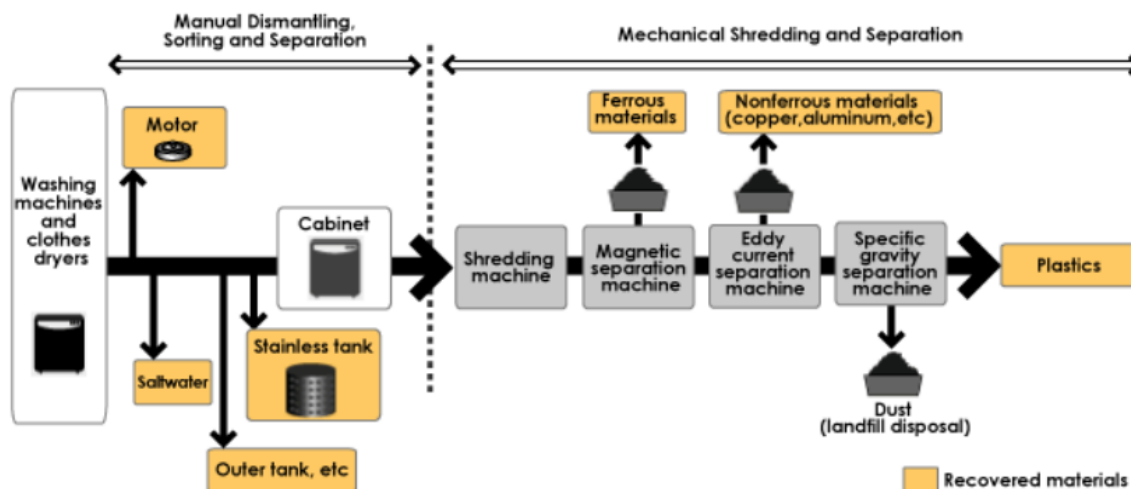 Manual Dismantling,
Sorting and Separation
Mechanical Shredding and Separation
Washing
machines
and
clothes
dryers
Motor
Saltwater
Outer tank, etc
Stainless tank
Cabinet
Shredding
machine
Magnetic
separation
machine
Ferrous
materials
Eddy
current
separation
machine
Nonferrous materials
(copper,aluminum,etc)
Specific
gravity
separation
machine
Dust
(landfill disposal)
Plastics
Recovered materials